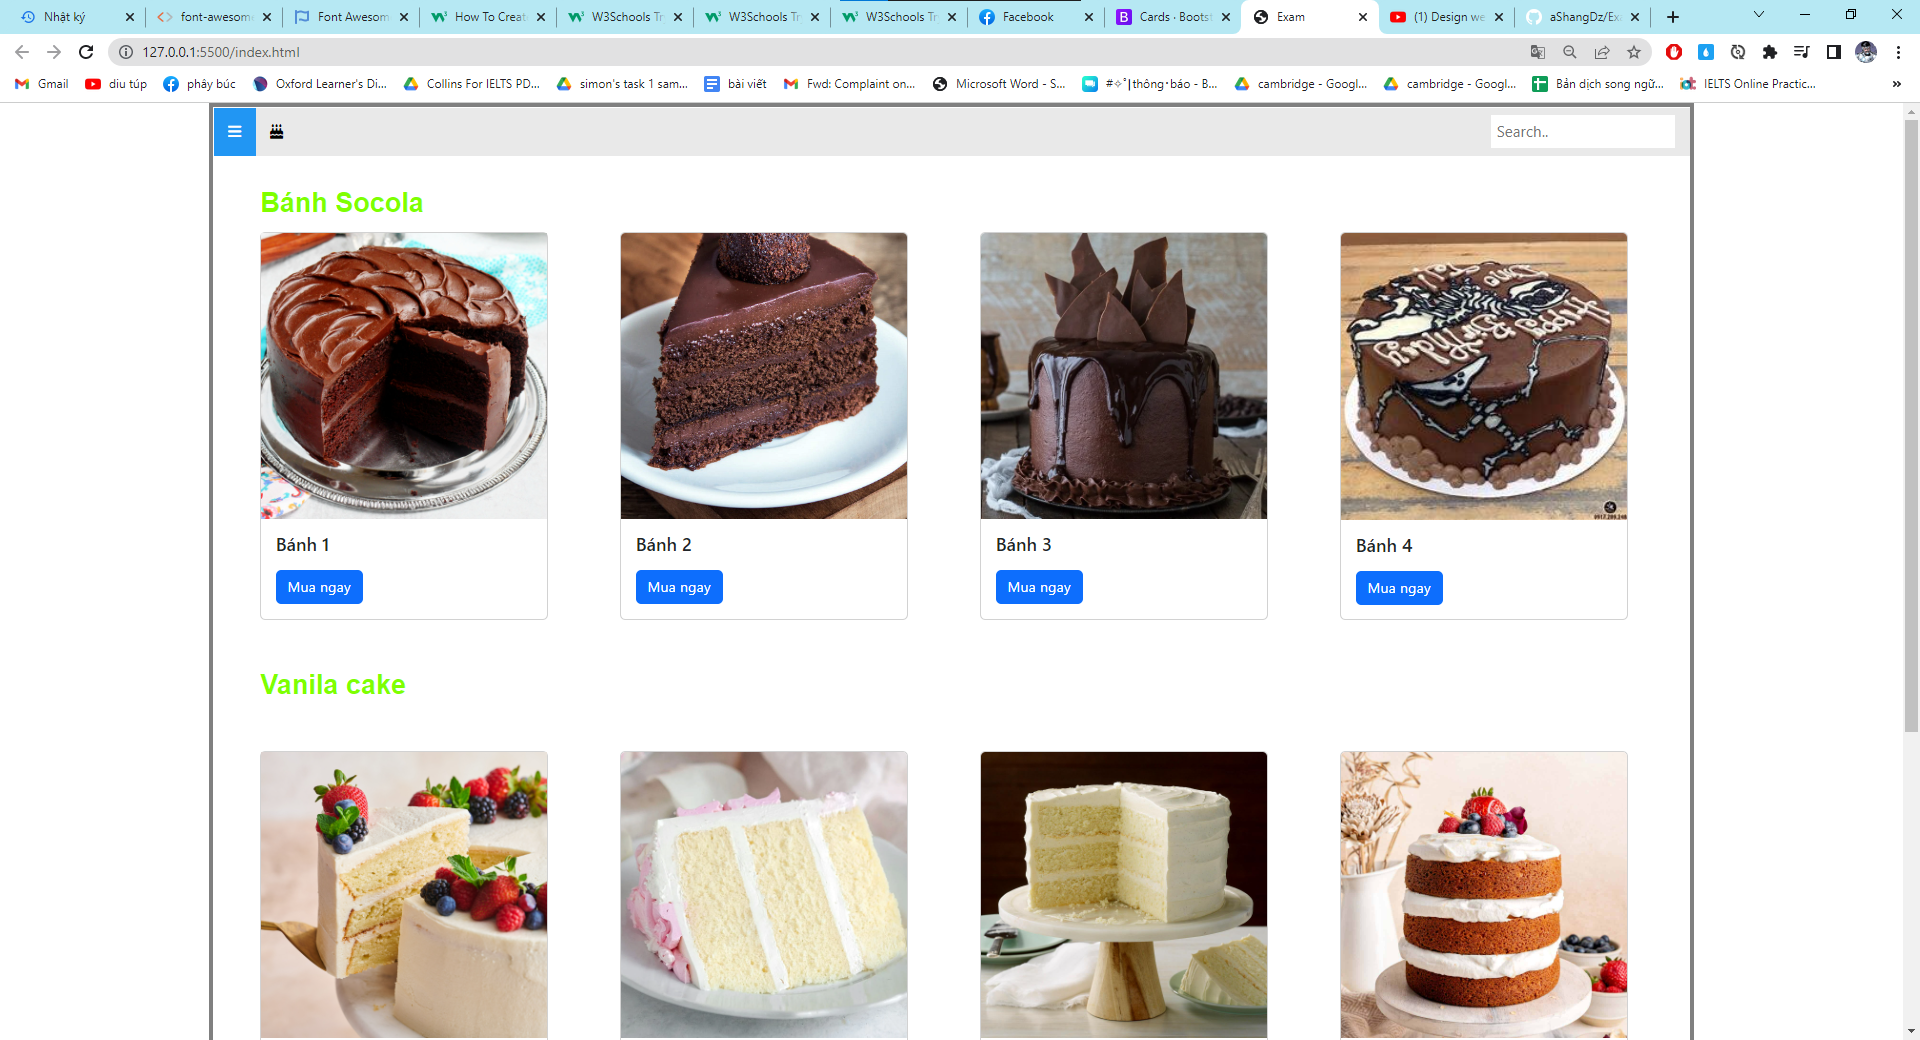 Nhật ký
font-awesom
Font Awesom
How To Creat
W3Schools Tr
W3Schools Tr
W3Schools Tr
Facebook
Cards · Bootst
Exam
(1) Design we
aShangDz/Ex
127.0.0.1:5500/index.html
Gmail
diu túp
phây búc
Oxford Learner's Di...
Collins For IELTS PD...
simon's task 1 sam...
bài viết
Fwd: Complaint on...
Microsoft Word - S...
#✧˚|thông･báo - B...
cambridge - Googl...
cambridge - Googl...
Bản dịch song ngữ...
IELTS Online Practic...
»
Search..
Bánh Socola
Happy BirthDay
Bánh 1
Bánh 2
Bánh 3
Bánh 4
Mua ngay
Mua ngay
Mua ngay
Mua ngay
Vanila cake